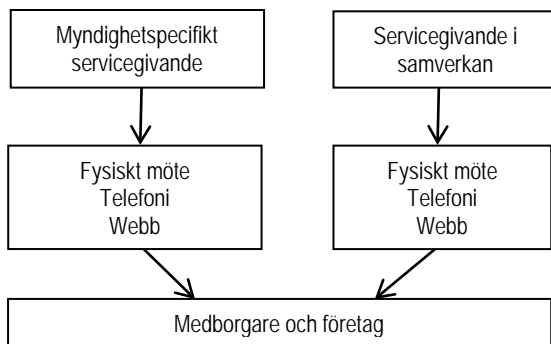 Myndighetspecifikt
servicegivande
Servicegivande i
samverkan
Fysiskt möte
Telefoni
Webb
Fysiskt möte
Telefoni
Webb
Medborgare och företag